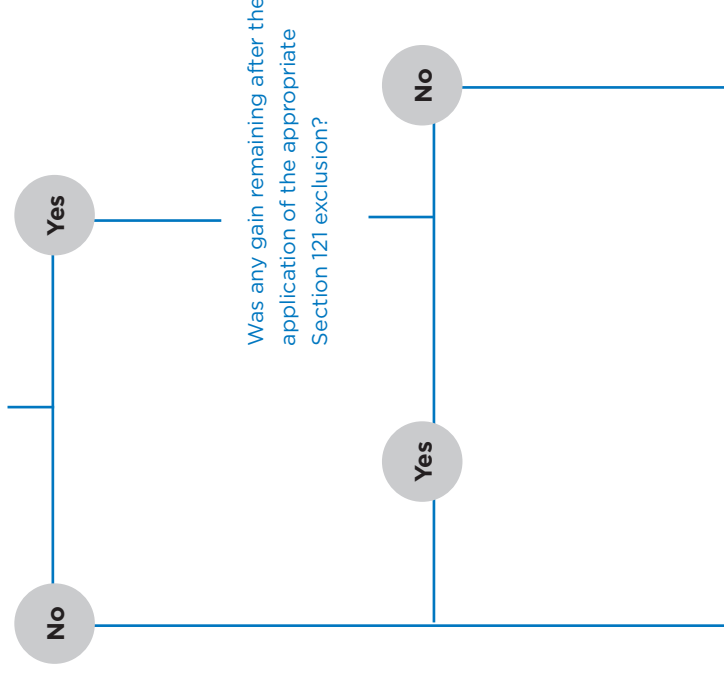 No
Yes
Was any gain remaining after the
application of the appropriate
Section 121 exclusion?
Yes
No